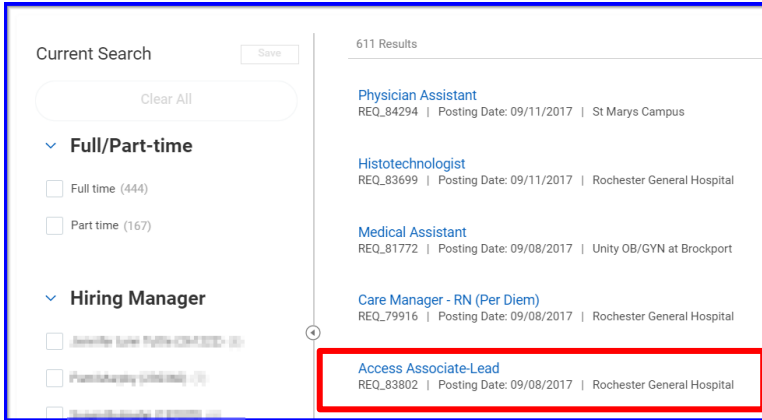 Current Search
Save
Clear All
Full/Part-time
Full time (444)
Part time (167)
Hiring Manager
611 Results
Physician Assistant
REQ_84294 | Posting Date: 09/11/2017 | St Marys Campus
Histotechnologist
REQ_83699 | Posting Date: 09/11/2017 | Rochester General Hospital
Medical Assistant
REQ_81772 | Posting Date: 09/08/2017 | Unity OB/GYN at Brockport
Care Manager - RN (Per Diem)
REQ_79916 | Posting Date: 09/08/2017 | Rochester General Hospital
Access Associate-Lead
REQ_83802 | Posting Date: 09/08/2017 | Rochester General Hospital